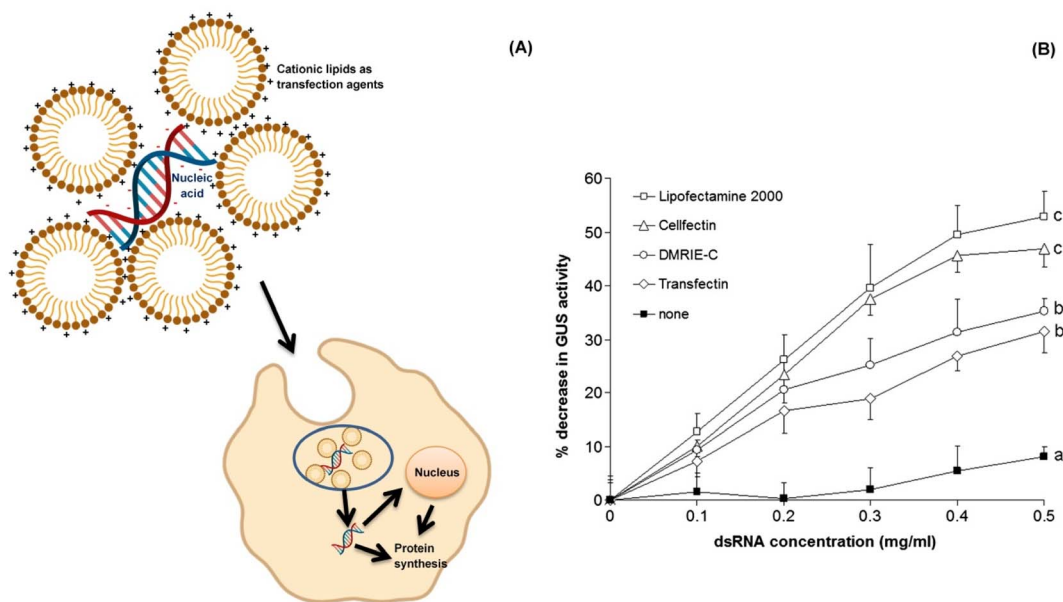 (A)
Cationic lipids as
transfection agents
Nucleic
acid
Nucleus
Protein
synthesis
(B)
Lipofectamine 2000
Cellfectin
DMRIE-C
Transfectin
none
% decrease in GUS activity
60
50
40
30
20
10
0
c
c
b
b
a
0
0.1
0.2
0.3
0.4
0.5
dsRNA concentration (mg/ml)